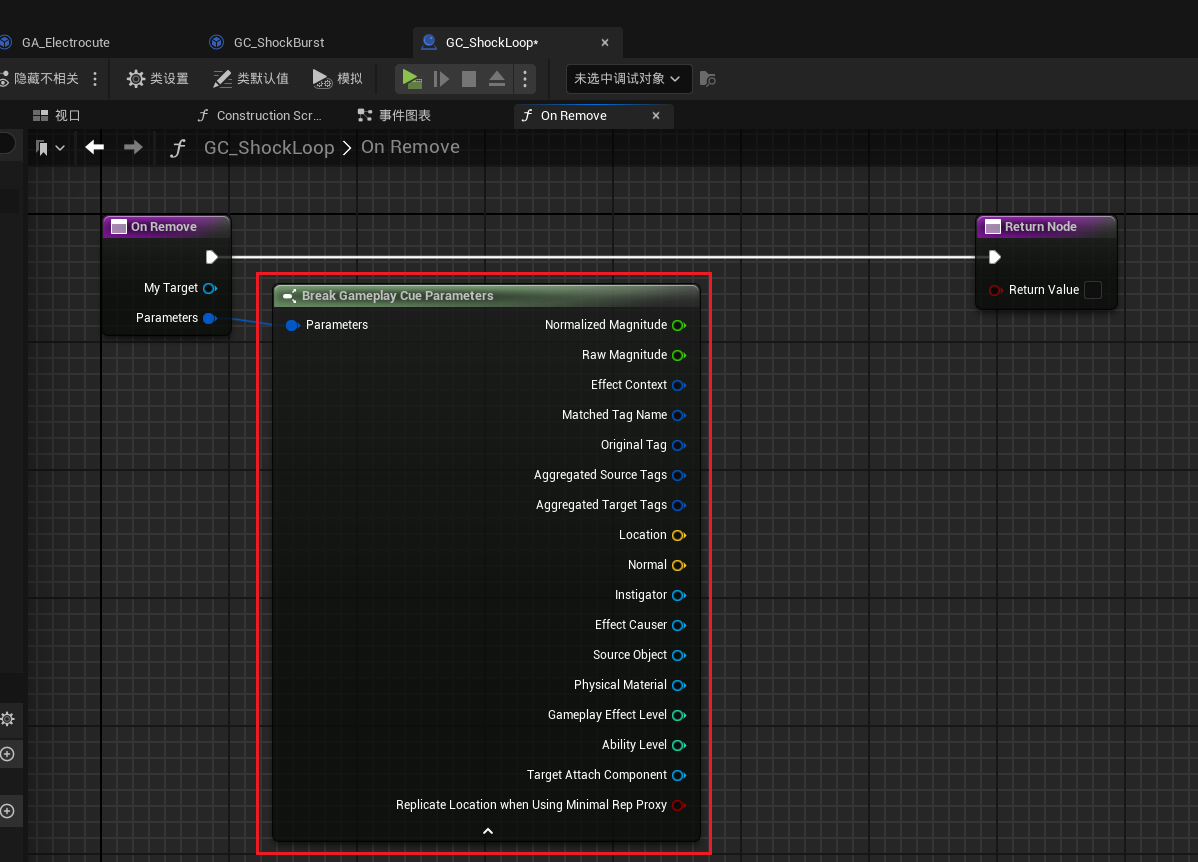 GA_Electrocute
GC_ShockBurst
GC_ShockLoop*
隐藏不相关
类设置
类默认值
模拟
未选中调试对象
视口
Construction Scr...
事件图表
On Remove
GC_ShockLoop > On Remove
On Remove
My Target
Parameters
Break Gameplay Cue Parameters
Parameters
Normalized Magnitude
Raw Magnitude
Effect Context
Matched Tag Name
Original Tag
Aggregated Source Tags
Aggregated Target Tags
Location
Normal
Instigator
Effect Causer
Source Object
Physical Material
Gameplay Effect Level
Ability Level
Target Attach Component
Replicate Location when Using Minimal Rep Proxy
Return Node
Return Value